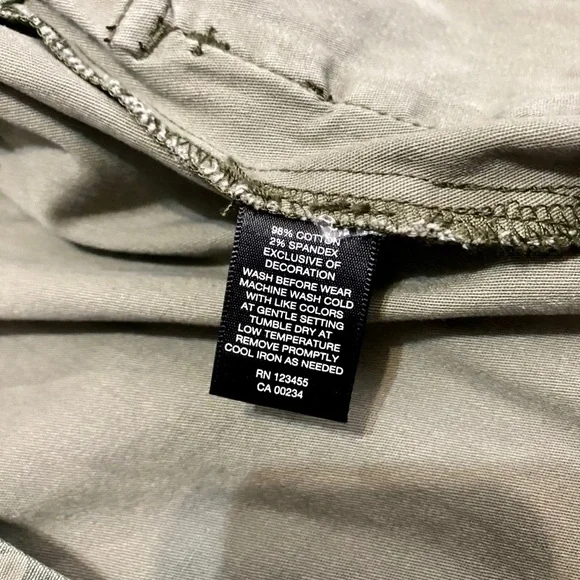 98% COTTON
2% SPANDEX
EXCLUSIVE OF
DECORATION
WASH BEFORE WEAR
MACHINE WASH COLD
WITH LIKE COLORS
AT GENTLE SETTING
TUMBLE DRY AT
LOW TEMPERATURE
REMOVE PROMPTLY
COOL IRON AS NEEDED
RN 123455
CA 00234